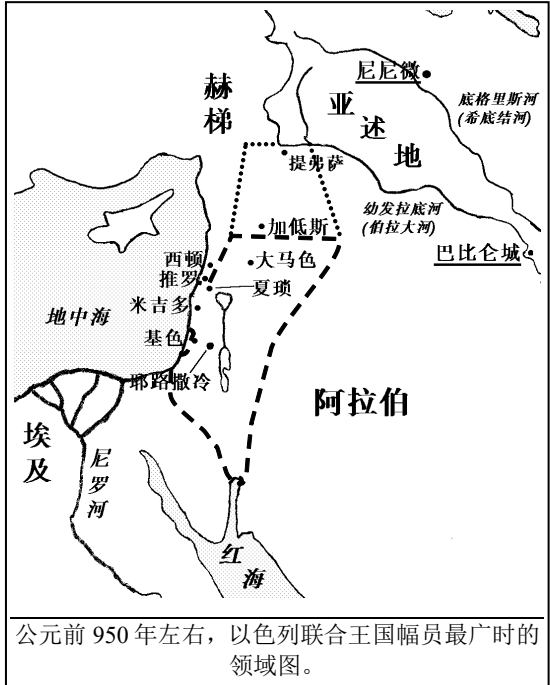 尼尼微
赫梯
亚述地
底格里斯河
(希底结河)
提弗萨
幼发拉底河
(伯拉大河)
加低斯
巴比仑城
西顿
大马色
推罗
夏琐
米吉多
地中海
基色
耶路撒冷
阿拉伯
埃及
尼罗河
红海
公元前 950 年左右，以色列联合王国幅员最广时的
领域图。